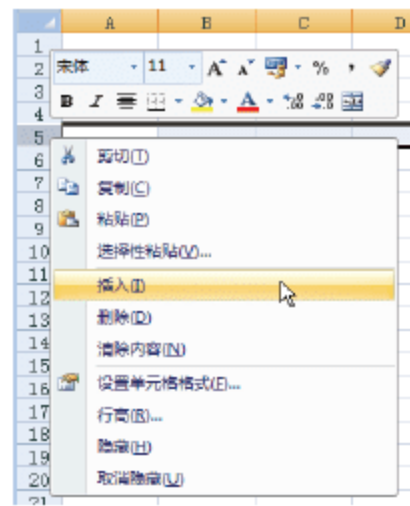 A B C D
1
2
3
4
5
6
7
8
9
10
11
12
13
14
15
16
17
18
19
20
21
宋体 11 A A % ,
B I A
剪切(T)
复制(C)
粘贴(P)
选择性粘贴(V)...
插入(I)
删除(D)
清除内容(N)
设置单元格格式(F)...
行高(R)...
隐藏(H)
取消隐藏(U)